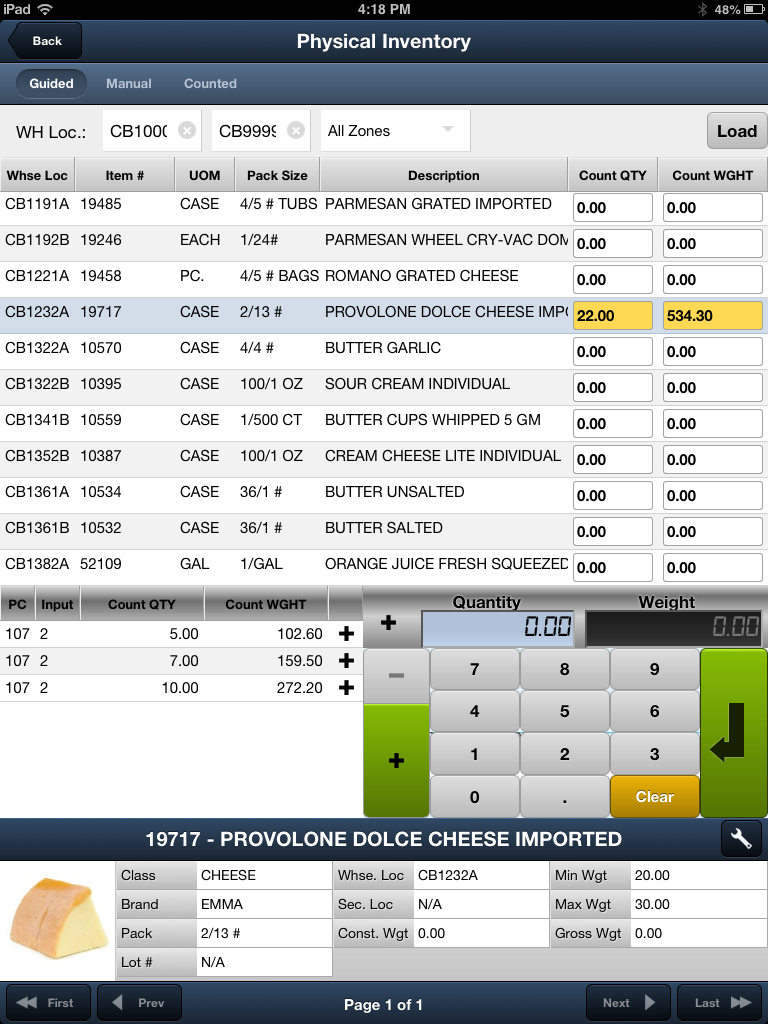 iPad 4:18 PM 48%
Back Physical Inventory
Guided Manual Counted
WH Loc.: CB100 CB999 All Zones Load
Whse Loc Item # UOM Pack Size Description Count QTY Count WGHT
CB1191A 19485 CASE 4/5 # TUBS PARMESAN GRATED IMPORTED 0.00 0.00
CB1192B 19246 EACH 1/24# PARMESAN WHEEL CRY-VAC DOM 0.00 0.00
CB1221A 19458 PC. 4/5 # BAGS ROMANO GRATED CHEESE 0.00 0.00
CB1232A 19717 CASE 2/13 # PROVOLONE DOLCE CHEESE IMPO 22.00 534.30
CB1322A 10570 CASE 4/4 # BUTTER GARLIC 0.00 0.00
CB1322B 10395 CASE 100/1 OZ SOUR CREAM INDIVIDUAL 0.00 0.00
CB1341B 10559 CASE 1/500 CT BUTTER CUPS WHIPPED 5 GM 0.00 0.00
CB1352B 10387 CASE 100/1 OZ CREAM CHEESE LITE INDIVIDUAL 0.00 0.00
CB1361A 10534 CASE 36/1 # BUTTER UNSALTED 0.00 0.00
CB1361B 10532 CASE 36/1 # BUTTER SALTED 0.00 0.00
CB1382A 52109 GAL 1/GAL ORANGE JUICE FRESH SQUEEZED 0.00 0.00
PC Input Count QTY Count WGHT
107 2 5.00 102.60 +
107 2 7.00 159.50 +
107 2 10.00 272.20 +
Quantity Weight
+ 0.00 0.00
− 7 8 9
4 5 6
+ 1 2 3
0 . Clear
19717 - PROVOLONE DOLCE CHEESE IMPORTED
Class CHEESE Whse. Loc CB1232A Min Wgt 20.00
Brand EMMA Sec. Loc N/A Max Wgt 30.00
Pack 2/13 # Const. Wgt 0.00 Gross Wgt 0.00
Lot # N/A
First Prev Page 1 of 1 Next Last